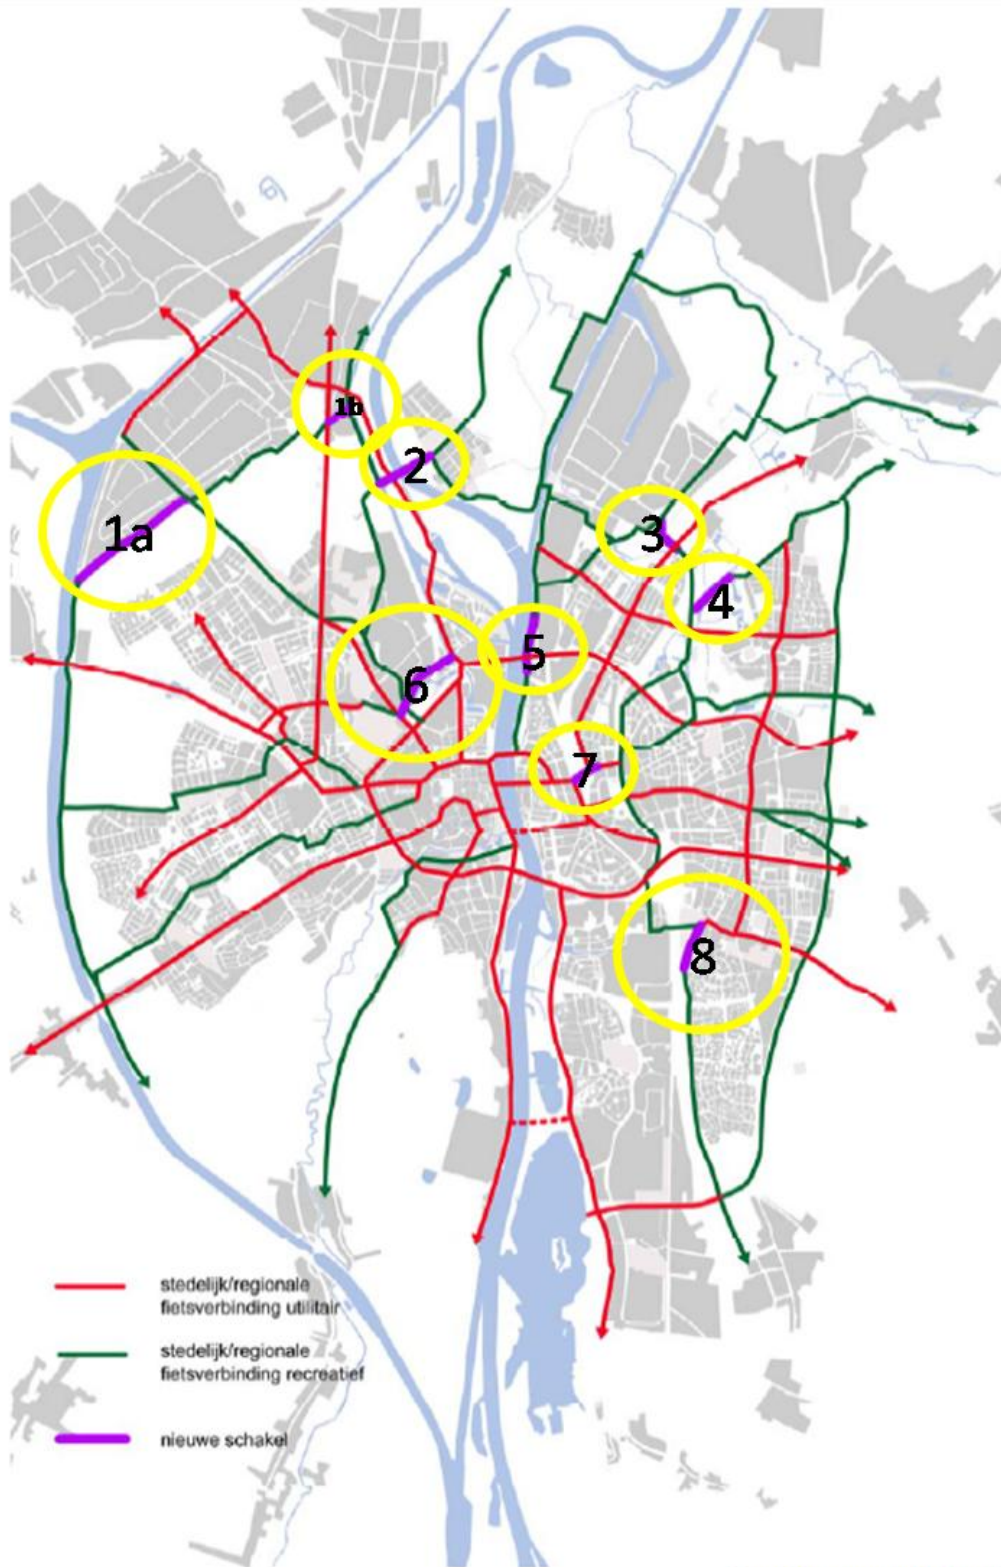 1b
2
1a
3
4
5
6
7
8
stedelijk/regionale
fietsverbinding utilitair
stedelijk/regionale
fietsverbinding recreatief
nieuwe schakel